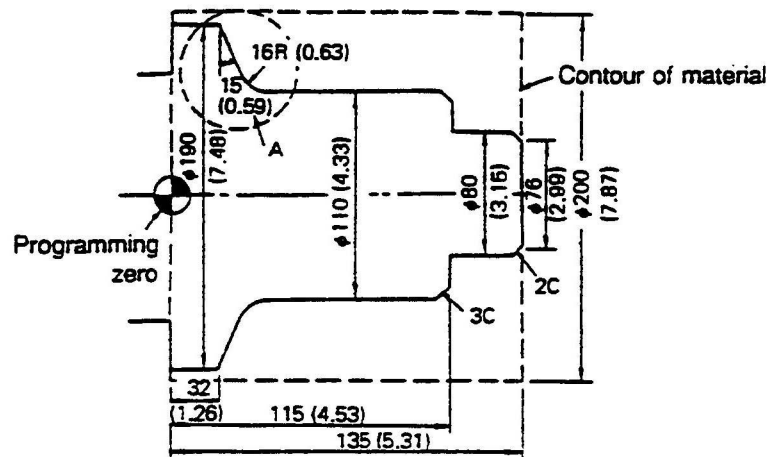 16R (0.63)
15
(0.59)
A
Contour of material
φ190
(7.48)
φ110 (4.33)
φ80
(3.15)
φ76
(2.99)
φ200
(7.87)
Programming
zero
3C
2C
32
(1.26)
115 (4.53)
135 (5.31)